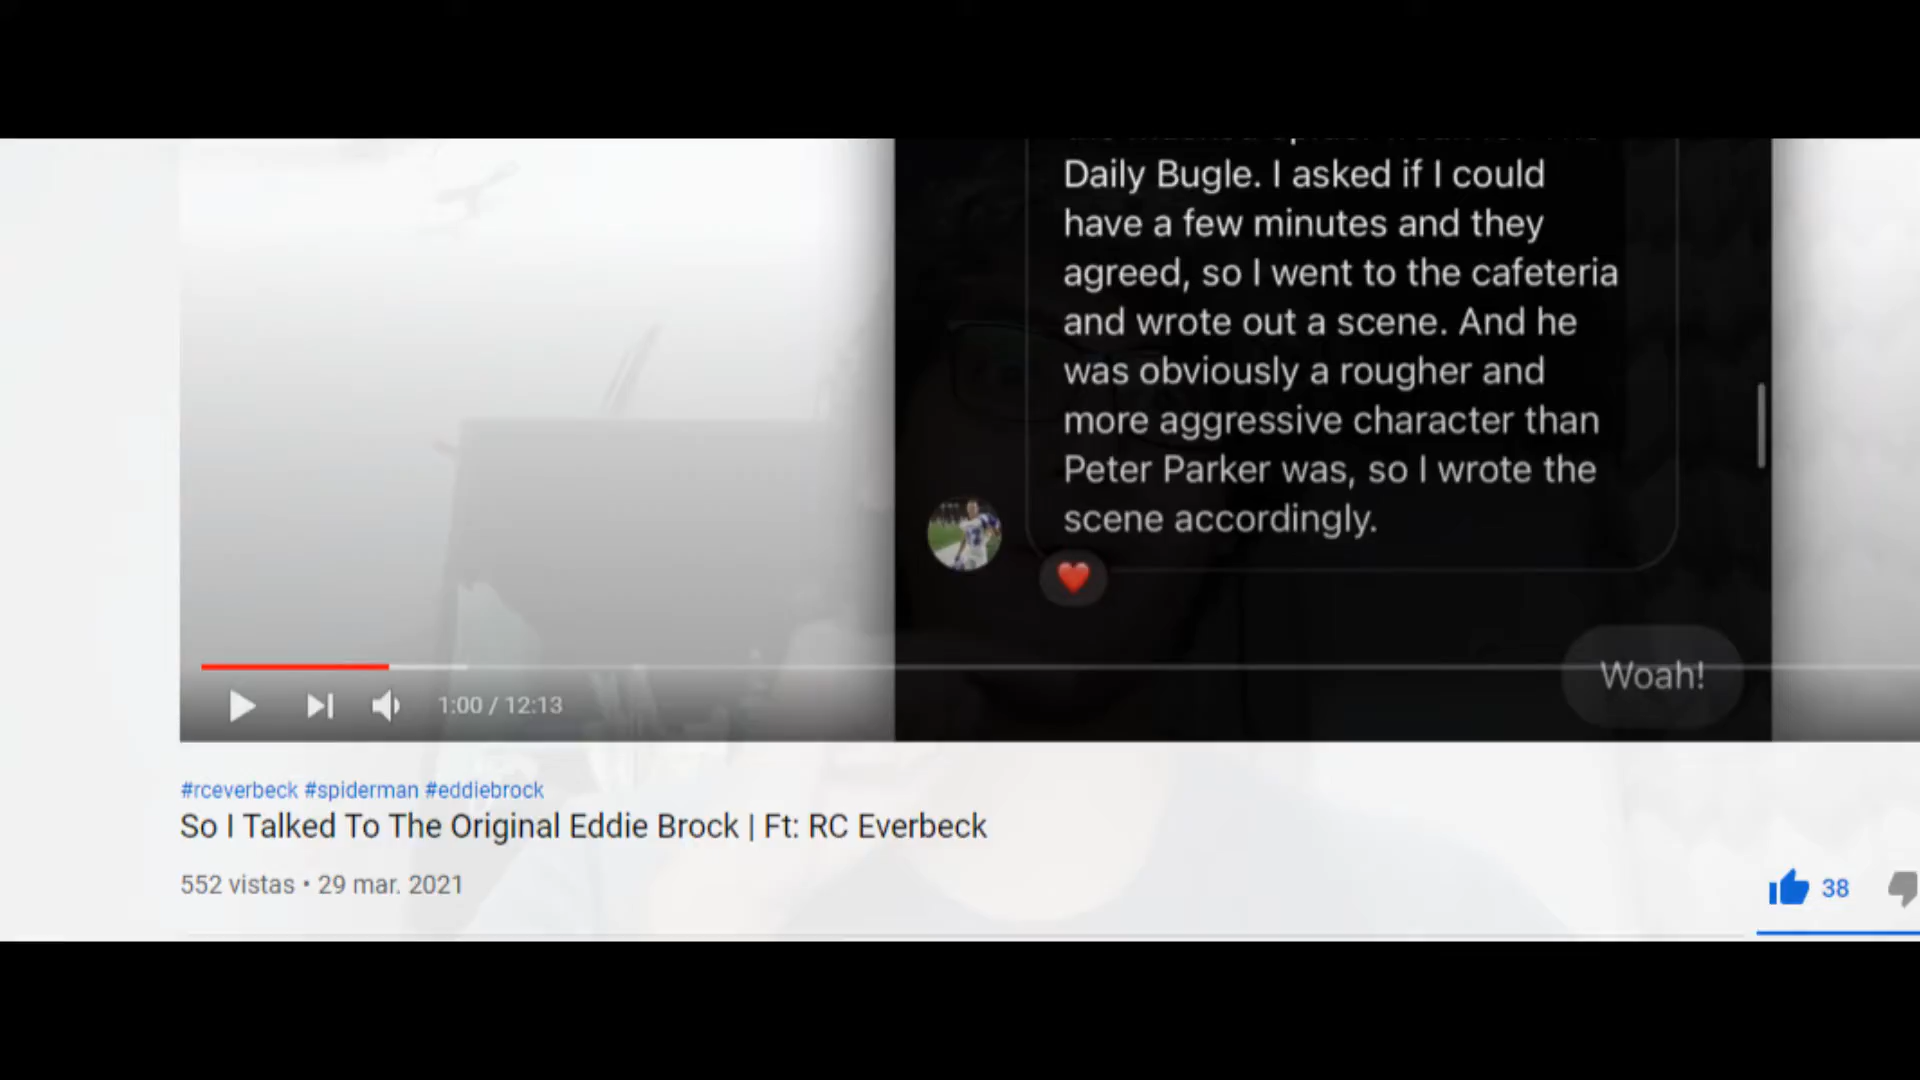 Daily Bugle. I asked if I could
have a few minutes and they
agreed, so I went to the cafeteria
and wrote out a scene. And he
was obviously a rougher and
more aggressive character than
Peter Parker was, so I wrote the
scene accordingly.
Woah!
1:00 / 12:13
#rceverbeck #spiderman #eddiebrock
So I Talked To The Original Eddie Brock | Ft: RC Everbeck
552 vistas • 29 mar. 2021
38